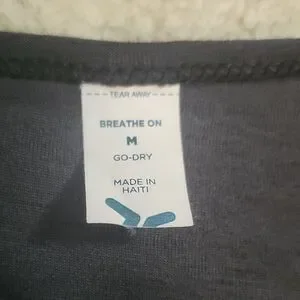 TEAR AWAY
BREATHE ON
M
GO-DRY
MADE IN
HAITI